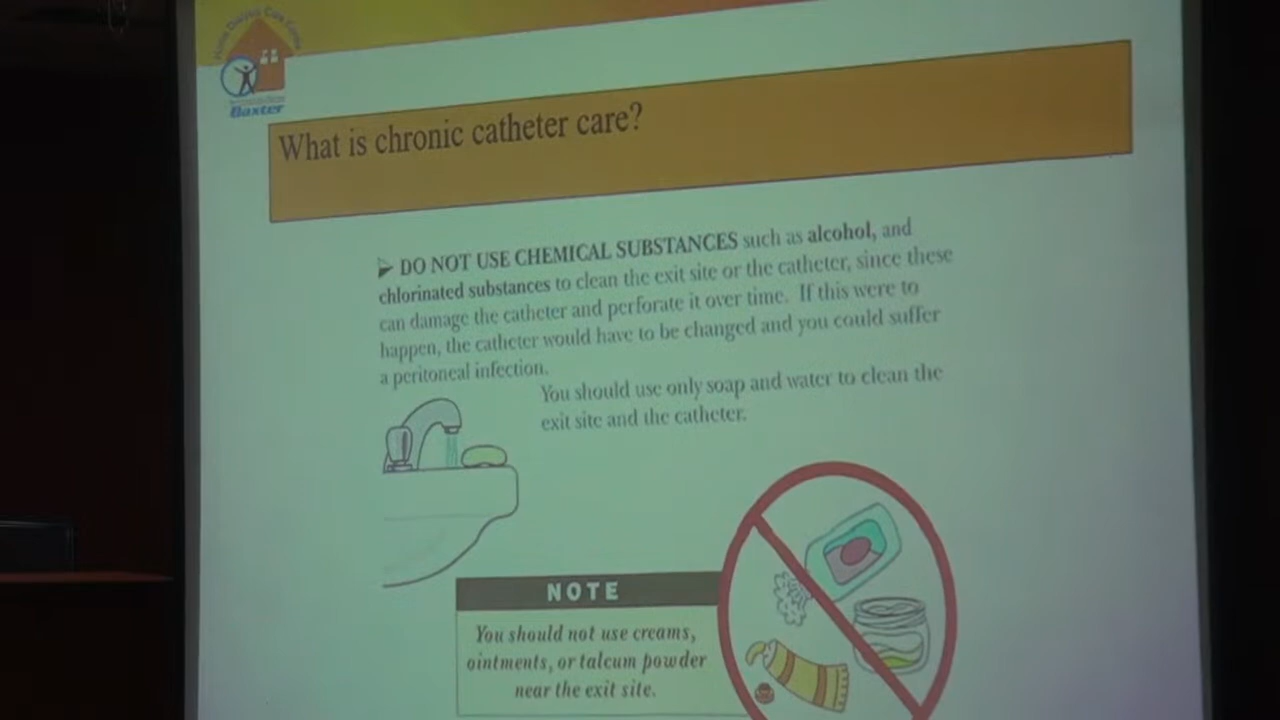 Home Dialysis Care Center
Baxter
What is chronic catheter care?
➢ DO NOT USE CHEMICAL SUBSTANCES such as alcohol, and
chlorinated substances to clean the exit site or the catheter, since these
can damage the catheter and perforate it over time. If this were to
happen, the catheter would have to be changed and you could suffer
a peritoneal infection.
You should use only soap and water to clean the
exit site and the catheter.
NOTE
You should not use creams,
ointments, or talcum powder
near the exit site.